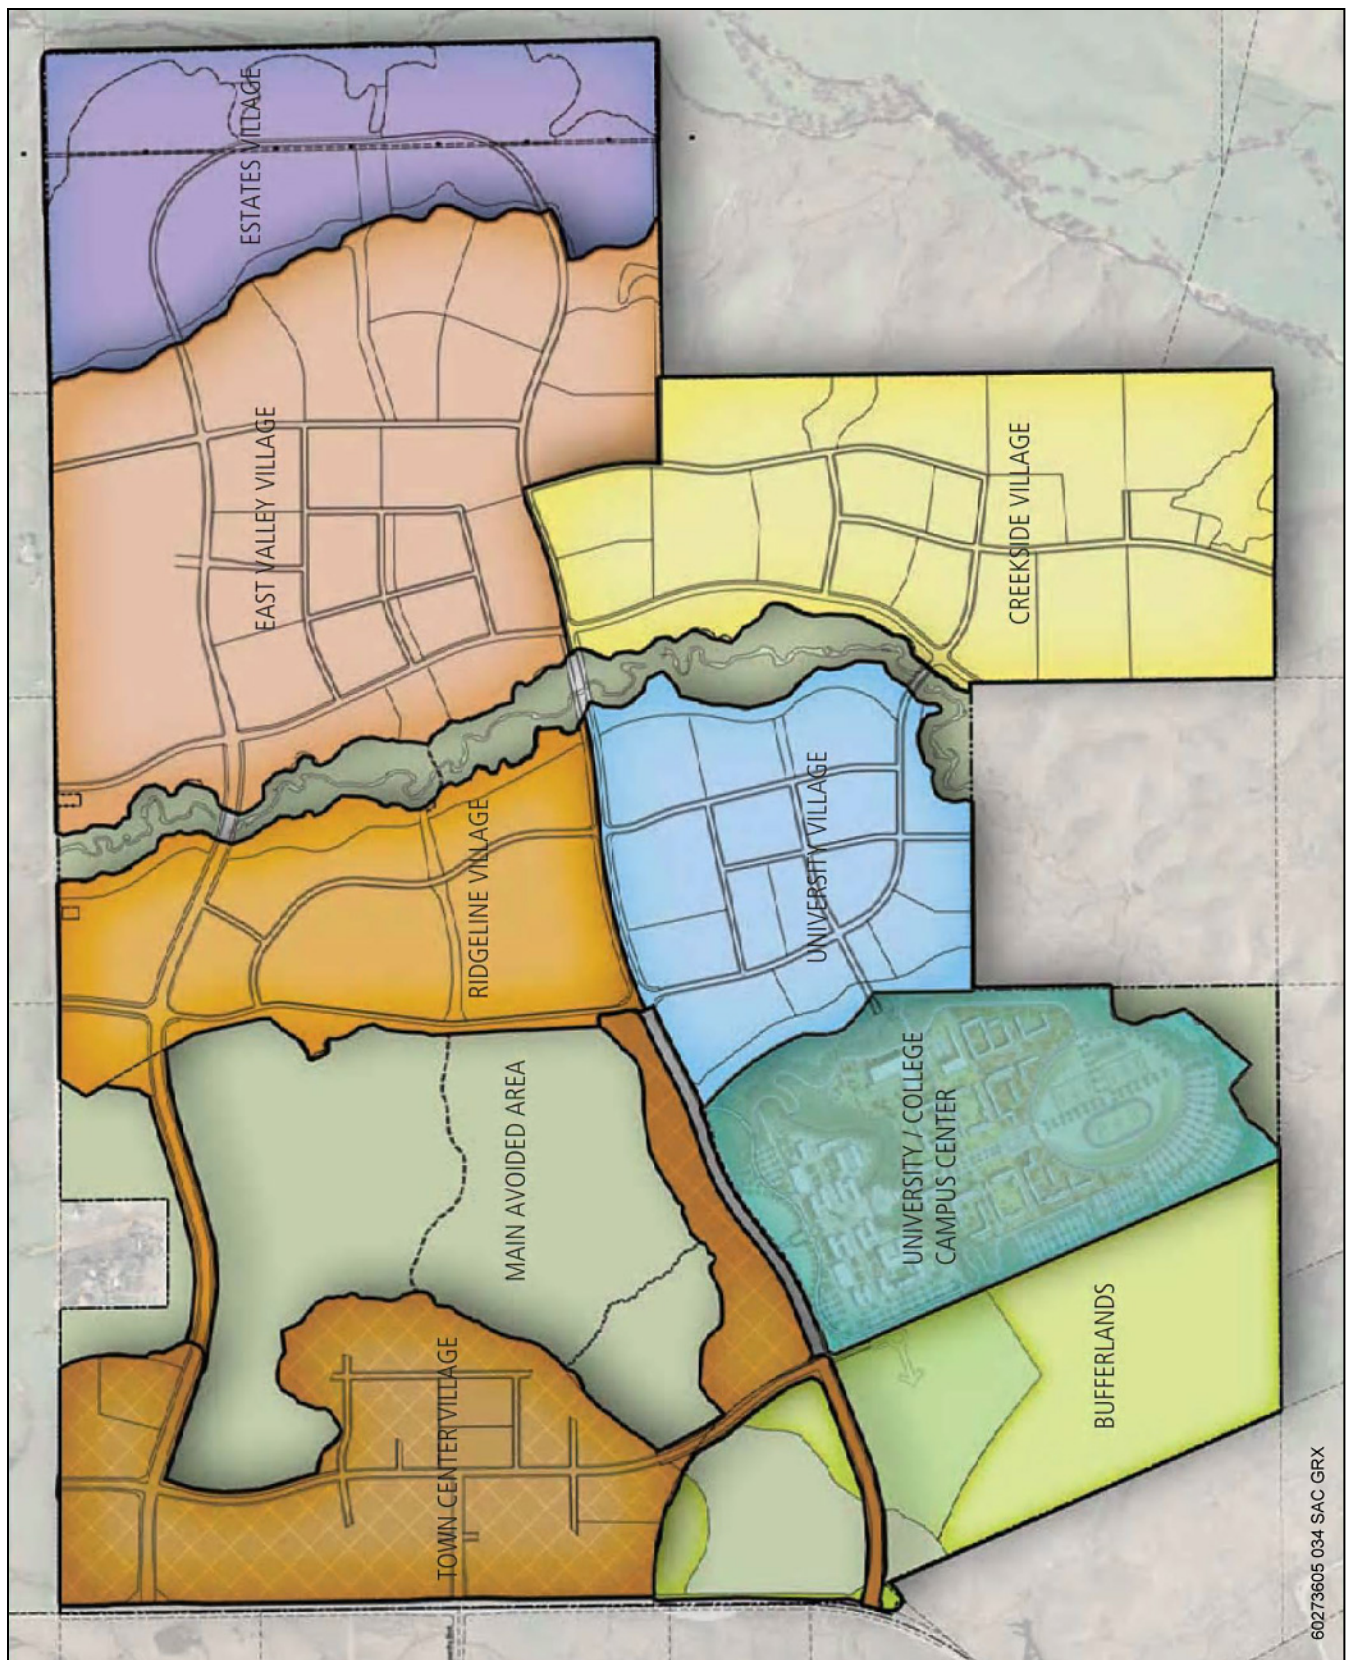 ESTATES VILLAGE
EAST VALLEY VILLAGE
CREEKSIDE VILLAGE
RIDGELINE VILLAGE
UNIVERSITY VILLAGE
MAIN AVOIDED AREA
UNIVERSITY / COLLEGE
CAMPUS CENTER
TOWN CENTER VILLAGE
BUFFERLANDS
60273605 034 SAC GRX